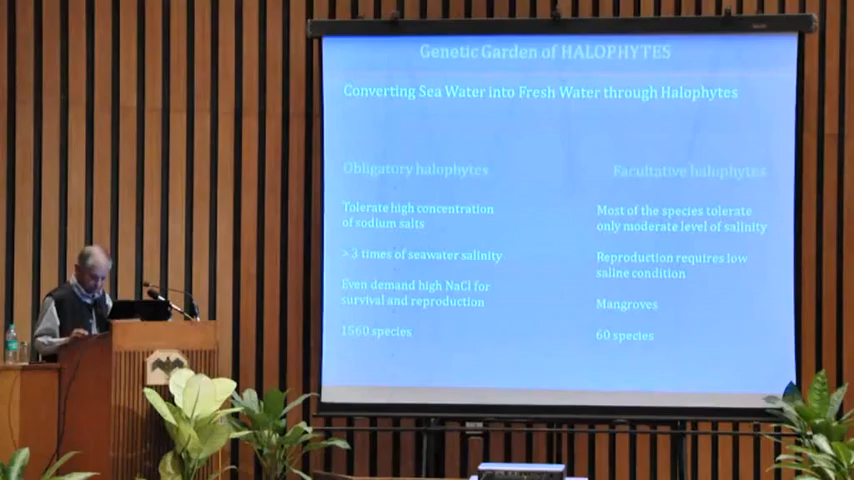 Genetic Garden of HALOPHYTES
Converting Sea Water into Fresh Water through Halophytes
Obligatory halophytes
Tolerate high concentration
of sodium salts
> 3 times of seawater salinity
Even demand high NaCl for
survival and reproduction
1560 species
Facultative halophytes
Most of the species tolerate
only moderate level of salinity
Reproduction requires low
saline condition
Mangroves
60 species